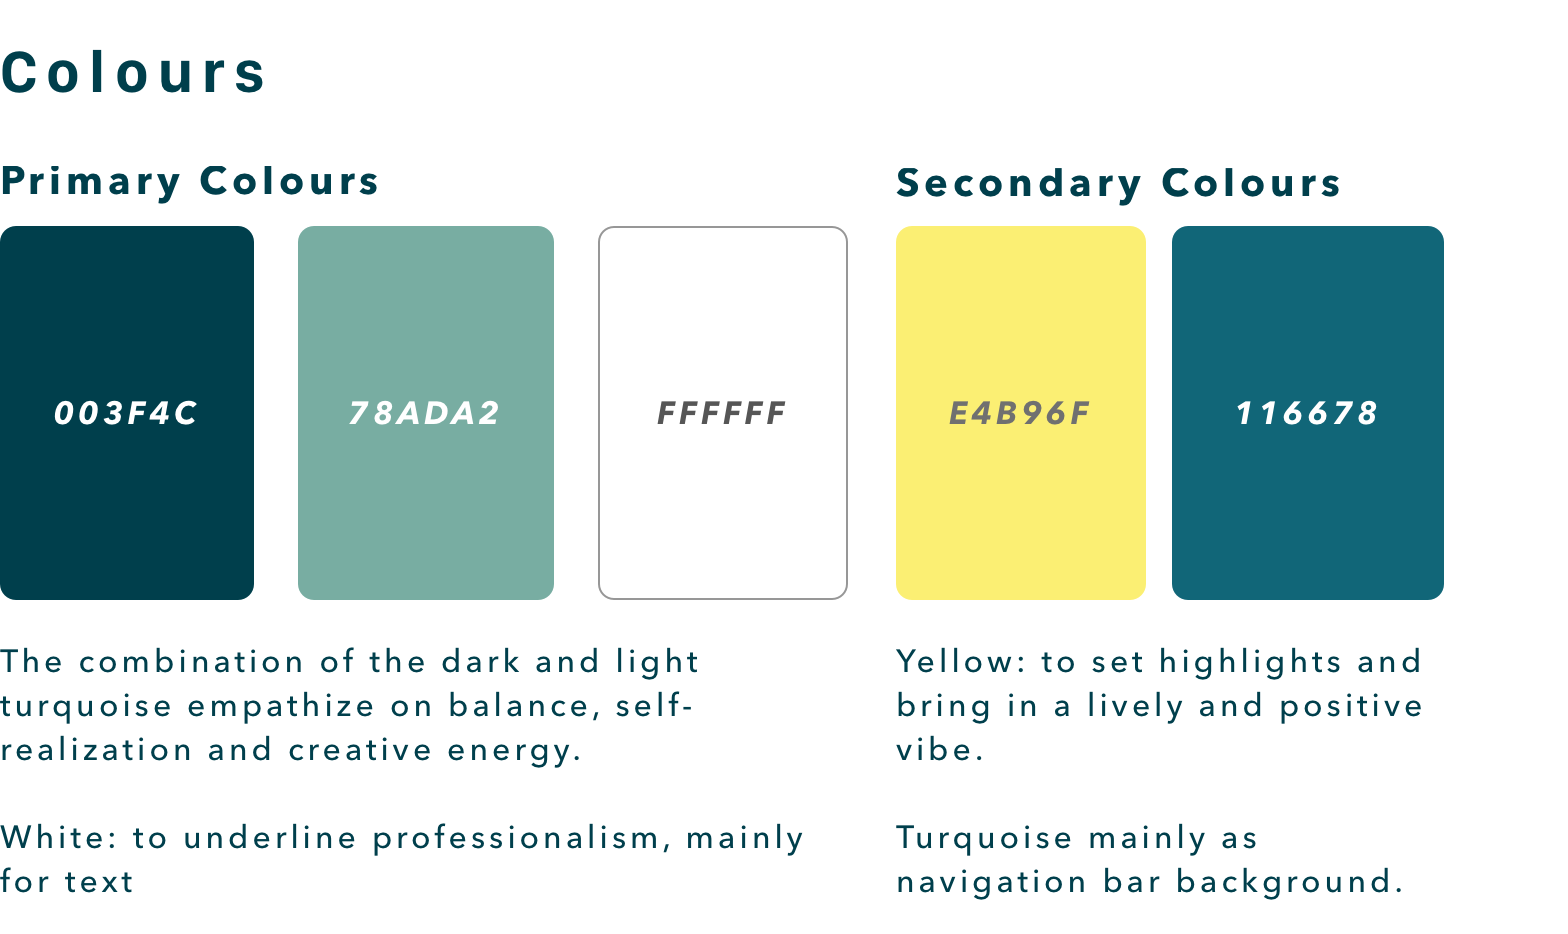 Colours
Primary Colours
003F4C
78ADA2
FFFFFF
The combination of the dark and light
turquoise empathize on balance, self-
realization and creative energy.
White: to underline professionalism, mainly
for text
Secondary Colours
E4B96F
116678
Yellow: to set highlights and
bring in a lively and positive
vibe.
Turquoise mainly as
navigation bar background.